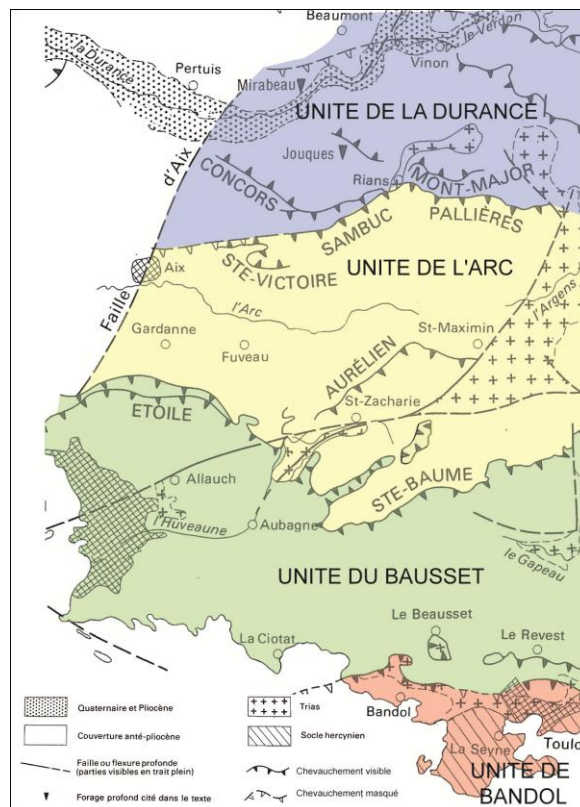 Beaumont
le Verdon
la Durance
Pertuis
Vinon
Mirabeau
UNITE DE LA DURANCE
d'Aix
Jouques
CONCORS
Rians
MONT-MAJOR
SAMBUC
PALLIÈRES
STE-VICTOIRE
UNITE DE L'ARC
Aix
Faille
l'Arc
l'Argens
Gardanne
Fuveau
St-Maximin
AURÉLIEN
ETOILE
St-Zacharie
Allauch
STE-BAUME
l'Huveaune
Aubagne
le Gapeau
UNITE DU BAUSSET
Le Beausset
Le Revest
La Ciotat
Bandol
Toulo
La Seyne
UNITE DE
BANDOL
Quaternaire et Pliocène
Trias
Couverture anté-pliocène
Socle hercynien
Faille ou flexure profonde
(parties visibles en trait plein)
Chevauchement visible
Forage profond cité dans le texte
Chevauchement masqué